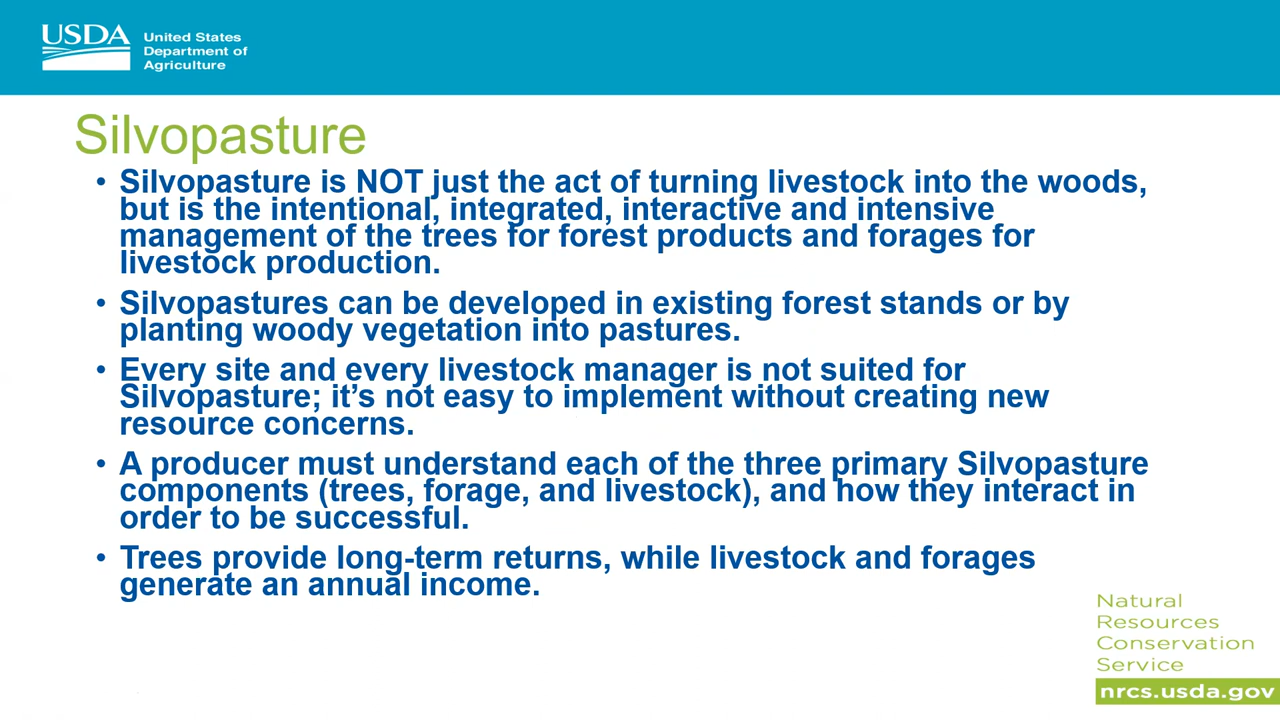 USDA
United States
Department of
Agriculture
Silvopasture
• Silvopasture is NOT just the act of turning livestock into the woods,
but is the intentional, integrated, interactive and intensive
management of the trees for forest products and forages for
livestock production.
• Silvopastures can be developed in existing forest stands or by
planting woody vegetation into pastures.
• Every site and every livestock manager is not suited for
Silvopasture; it’s not easy to implement without creating new
resource concerns.
• A producer must understand each of the three primary Silvopasture
components (trees, forage, and livestock), and how they interact in
order to be successful.
• Trees provide long-term returns, while livestock and forages
generate an annual income.
Natural
Resources
Conservation
Service
nrcs.usda.gov